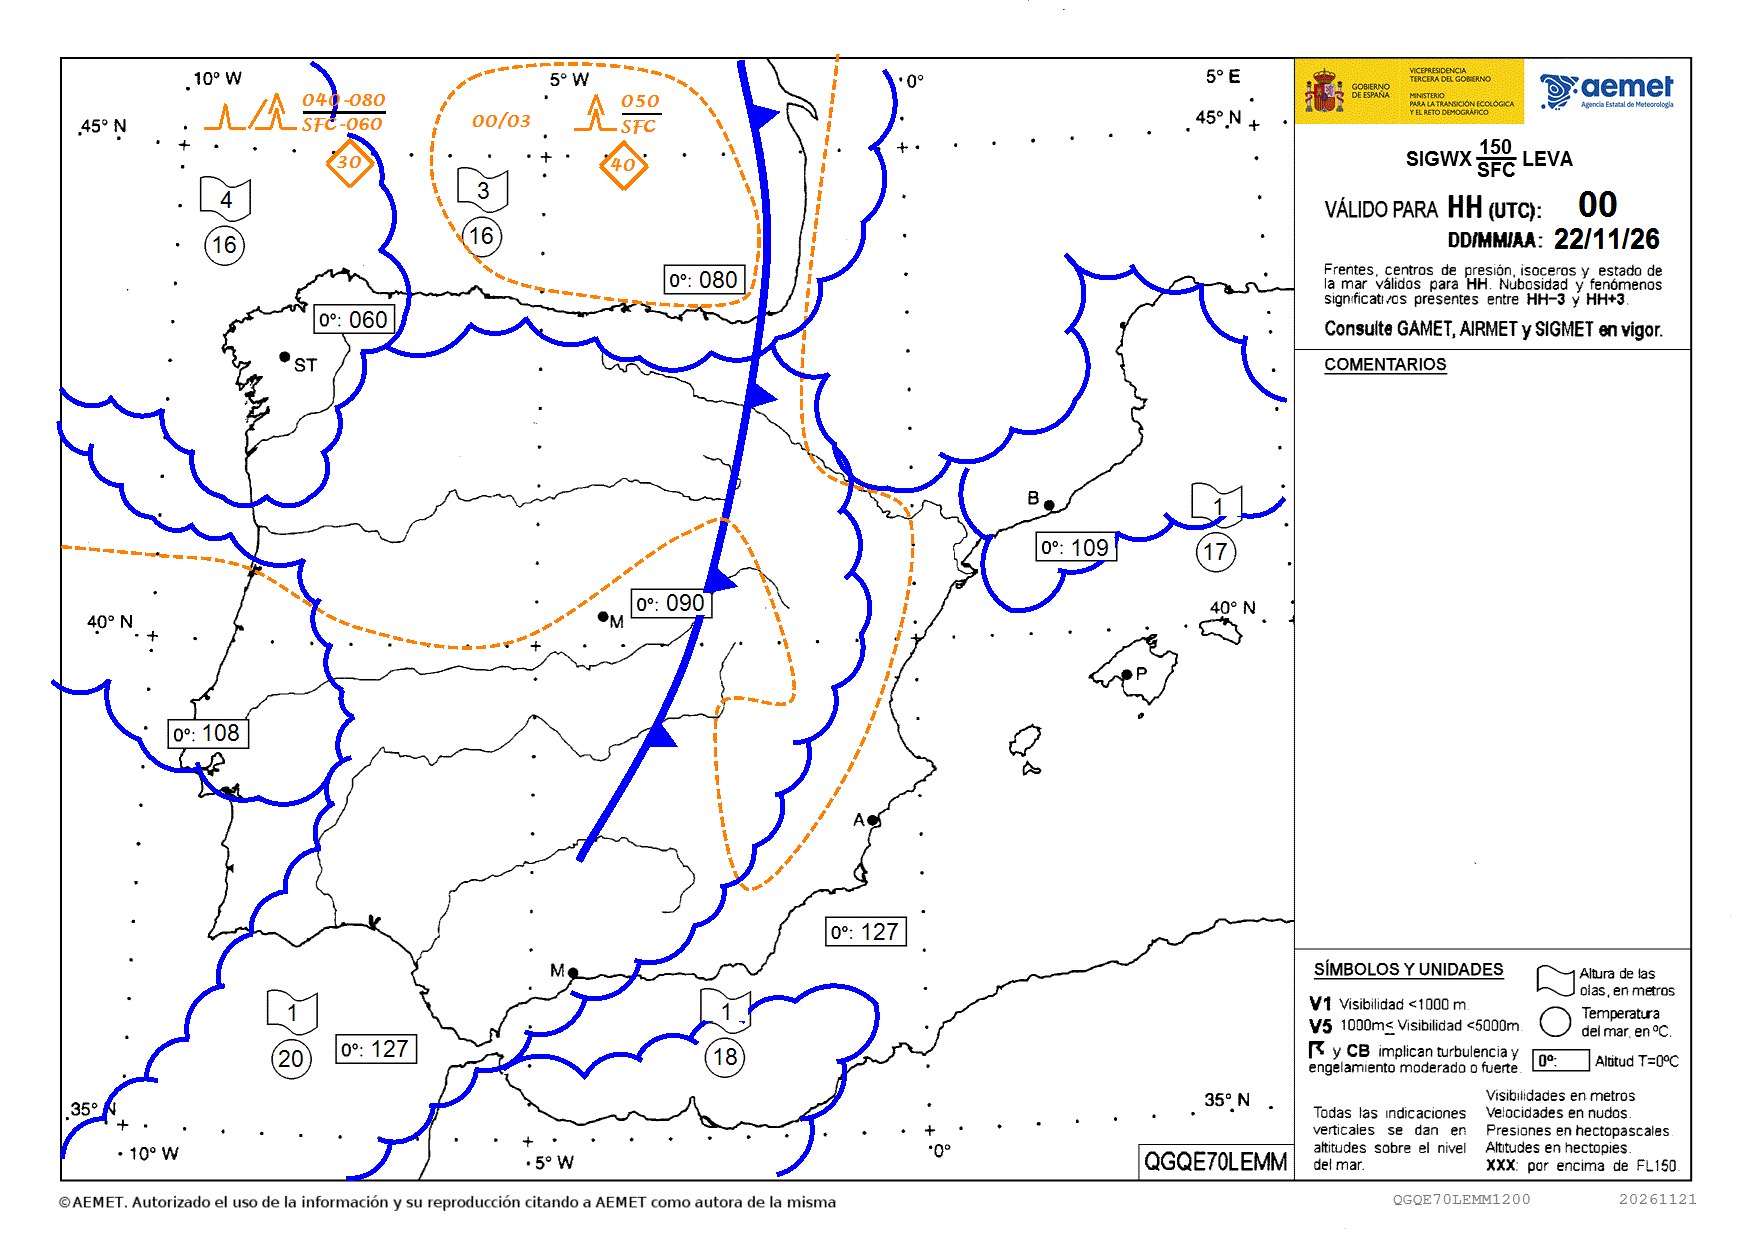 10° W
5° W
0°
5° E
45° N
45° N
040-080
SFC-060
30
00/03
050
SFC
40
4
16
3
16
0°: 080
0°: 060
ST
B
1
17
0°: 109
40° N
40° N
0°: 090
M
P
0°: 108
A
0°: 127
M
1
20
0°: 127
1
18
35° N
35° N
10° W
5° W
0°
QGQE70LEMM
GOBIERNO
DE ESPAÑA
VICEPRESIDENCIA
TERCERA DEL GOBIERNO
MINISTERIO
PARA LA TRANSICIÓN ECOLÓGICA
Y EL RETO DEMOGRÁFICO
aemet
Agencia Estatal de Meteorología
SIGWX 150/SFC LEVA
VÁLIDO PARA HH (UTC): 00
DD/MM/AA: 22/11/26
Frentes, centros de presión, isoceros y estado de
la mar válidos para HH. Nubosidad y fenómenos
significativos presentes entre HH-3 y HH+3.
Consulte GAMET, AIRMET y SIGMET en vigor.
COMENTARIOS
SÍMBOLOS Y UNIDADES
V1 Visibilidad <1000 m.
V5 1000m≤ Visibilidad <5000m.
y CB implican turbulencia y
engelamiento moderado o fuerte.
Altura de las
olas, en metros
Temperatura
del mar, en ºC.
0º: Altitud T=0ºC
Todas las indicaciones
verticales se dan en
altitudes sobre el nivel
del mar.
Visibilidades en metros
Velocidades en nudos.
Presiones en hectopascales.
Altitudes en hectopies.
XXX: por encima de FL150.
©AEMET. Autorizado el uso de la información y su reproducción citando a AEMET como autora de la misma
QGQE70LEMM1200 20261121